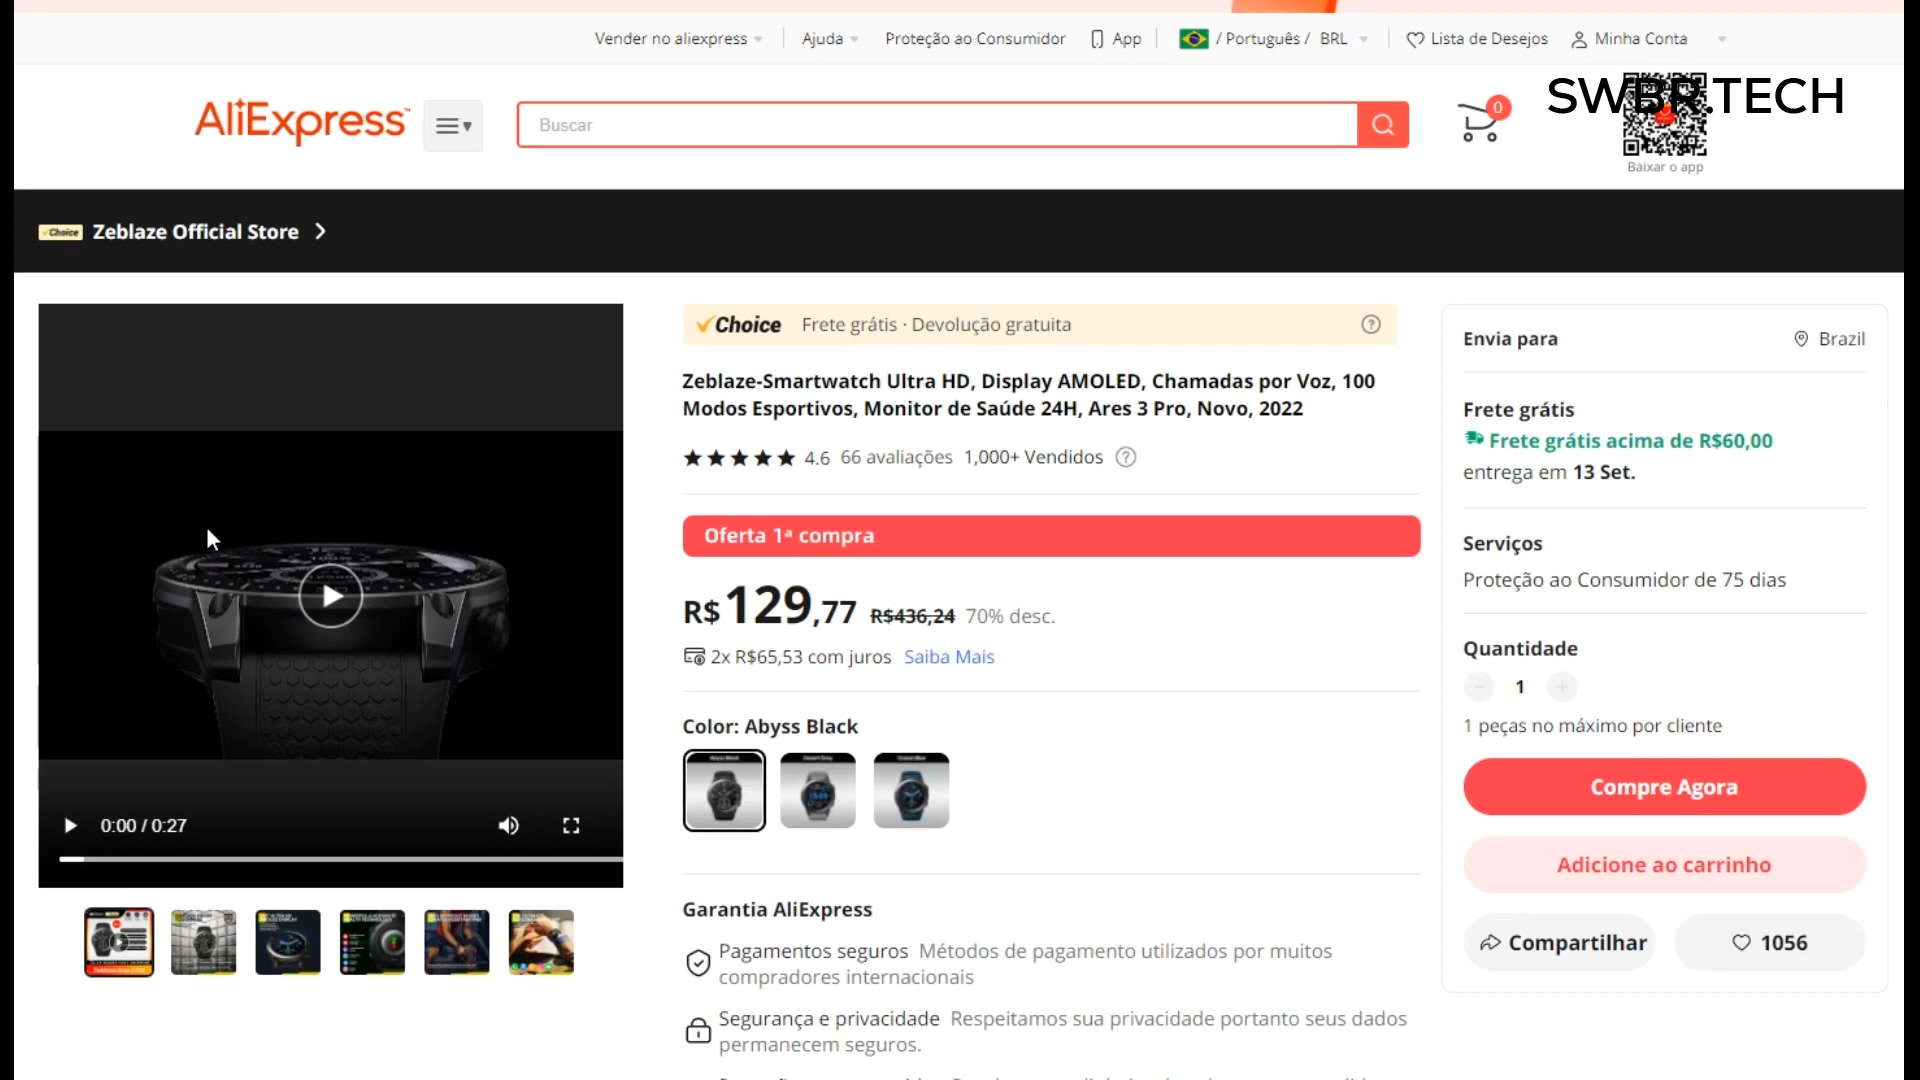 Vender no aliexpress
Ajuda
Proteção ao Consumidor
App
/ Português / BRL
Lista de Desejos
Minha Conta
AliExpress™
Buscar
0
SWBR.TECH
Baixar o app
Choice
Zeblaze Official Store
Choice Frete grátis · Devolução gratuita
Zeblaze-Smartwatch Ultra HD, Display AMOLED, Chamadas por Voz, 100
Modos Esportivos, Monitor de Saúde 24H, Ares 3 Pro, Novo, 2022
4.6 66 avaliações 1,000+ Vendidos
Oferta 1ª compra
R$129,77 R$436,24 70% desc.
2x R$65,53 com juros Saiba Mais
Color: Abyss Black
0:00 / 0:27
Garantia AliExpress
Pagamentos seguros Métodos de pagamento utilizados por muitos
compradores internacionais
Segurança e privacidade Respeitamos sua privacidade portanto seus dados
permanecem seguros.
Envia para
Brazil
Frete grátis
Frete grátis acima de R$60,00
entrega em 13 Set.
Serviços
Proteção ao Consumidor de 75 dias
Quantidade
1
1 peças no máximo por cliente
Compre Agora
Adicione ao carrinho
Compartilhar
1056